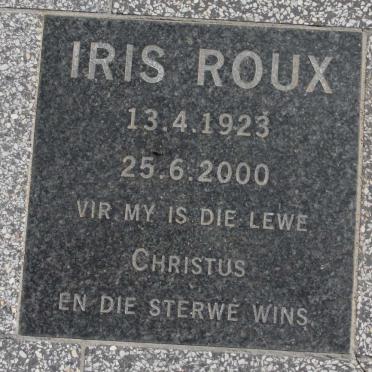 IRIS ROUX
13.4.1923
25.6.2000
VIR MY IS DIE LEWE
CHRISTUS
EN DIE STERWE WINS